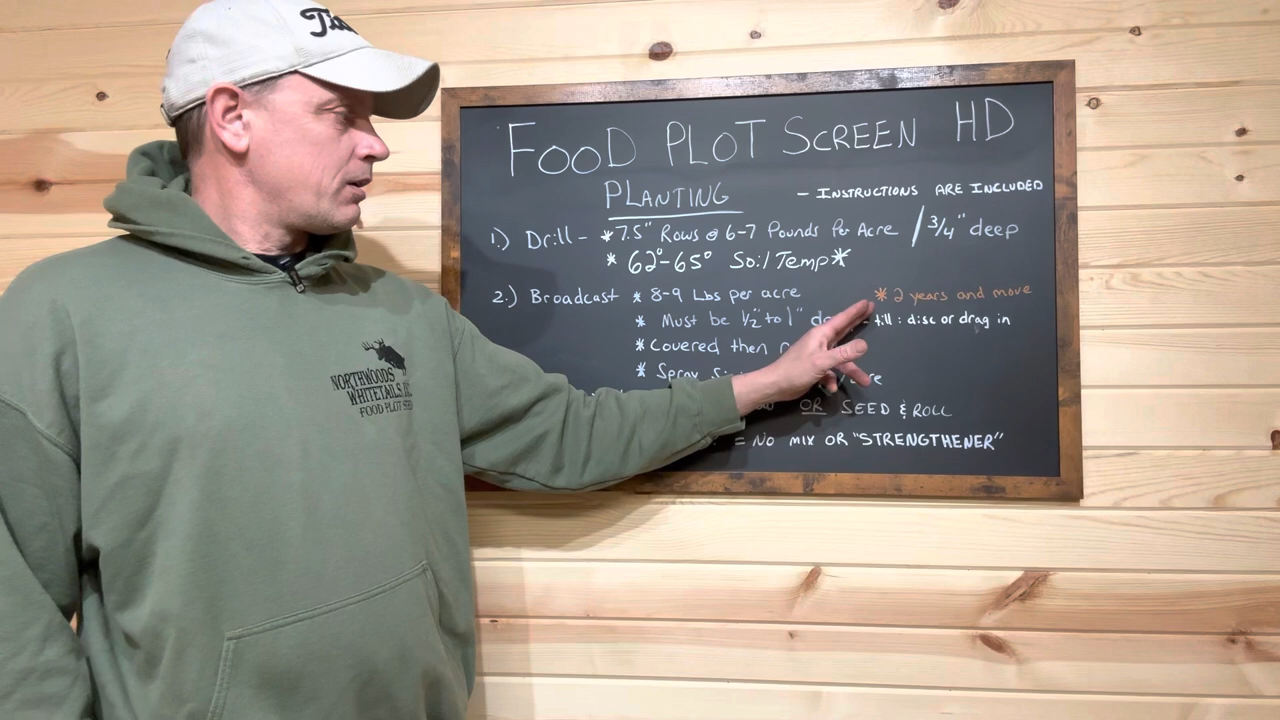 FOOD PLOT SCREEN HD
PLANTING
- INSTRUCTIONS ARE INCLUDED
1.) Drill - * 7.5" Rows @ 6-7 Pounds Per Acre / 3/4" deep
* 62°-65° Soil Temp *
2.) Broadcast * 8-9 Lbs per acre
* 2 years and move
* Must be 1/2" to 1"
till : disc or drag in
* Covered then
* Spray
OR SEED & ROLL
= NO MIX OR "STRENGTHENER"
NORTHWOODS
WHITETAILS
FOOD PLOT SEED